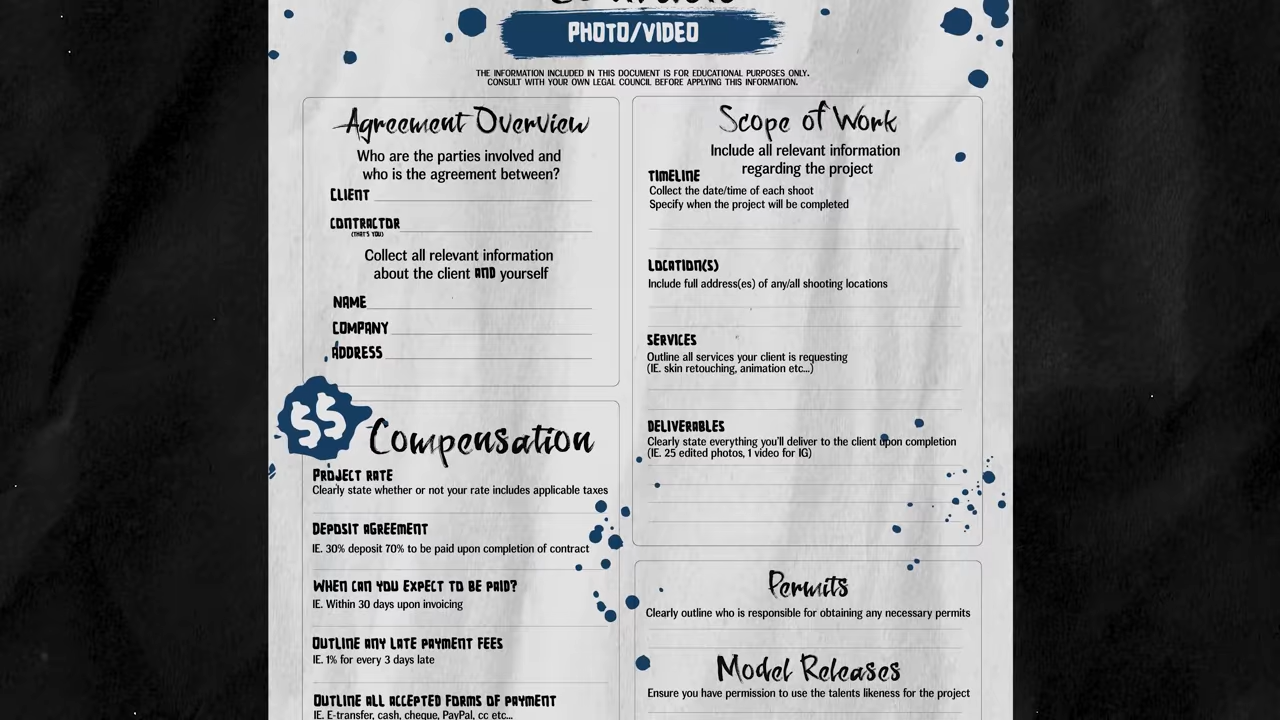 PHOTO/VIDEO
THE INFORMATION INCLUDED IN THIS DOCUMENT IS FOR EDUCATIONAL PURPOSES ONLY.
CONSULT WITH YOUR OWN LEGAL COUNCIL BEFORE APPLYING THIS INFORMATION.
Agreement Overview
Who are the parties involved and
who is the agreement between?
CLIENT
CONTRACTOR
(THAT'S YOU)
Collect all relevant information
about the client AND yourself
NAME
COMPANY
ADDRESS
$$ Compensation
PROJECT RATE
Clearly state whether or not your rate includes applicable taxes
DEPOSIT AGREEMENT
IE. 30% deposit 70% to be paid upon completion of contract
WHEN CAN YOU EXPECT TO BE PAID?
IE. Within 30 days upon invoicing
OUTLINE ANY LATE PAYMENT FEES
IE. 1% for every 3 days late
OUTLINE ALL ACCEPTED FORMS OF PAYMENT
IE. E-transfer, cash, cheque, PayPal, cc etc...
Scope of Work
Include all relevant information
regarding the project
TIMELINE
Collect the date/time of each shoot
Specify when the project will be completed
LOCATION(S)
Include full address(es) of any/all shooting locations
SERVICES
Outline all services your client is requesting
(IE. skin retouching, animation etc...)
DELIVERABLES
Clearly state everything you'll deliver to the client upon completion
(IE. 25 edited photos, 1 video for IG)
Permits
Clearly outline who is responsible for obtaining any necessary permits
Model Releases
Ensure you have permission to use the talents likeness for the project